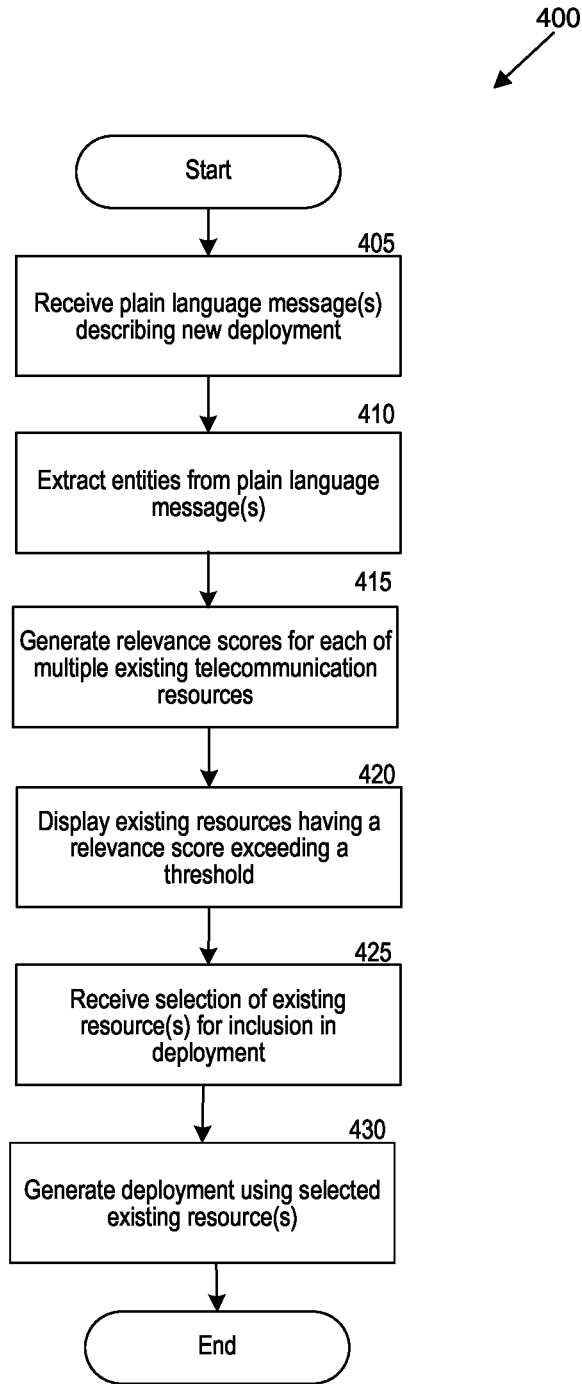 400
Start
405
Receive plain language message(s)
describing new deployment
410
Extract entities from plain language
message(s)
415
Generate relevance scores for each of
multiple existing telecommunication
resources
420
Display existing resources having a
relevance score exceeding a
threshold
425
Receive selection of existing
resource(s) for inclusion in
deployment
430
Generate deployment using selected
existing resource(s)
End